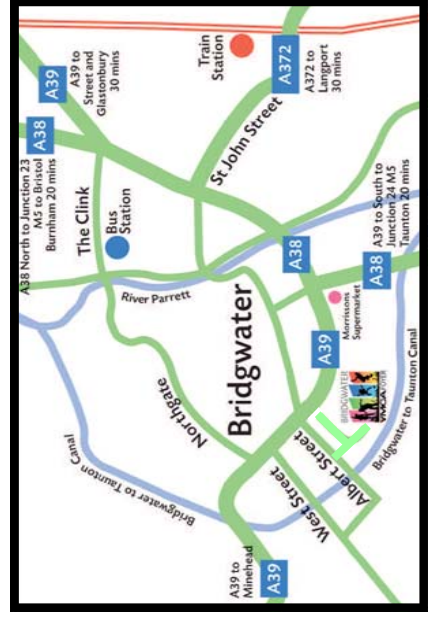 A39
A39 to
Street and
Glastonbury
30 mins
A38
A38 North to Junction 23
M5 to Bristol
Burnham 20 mins
The Clink
Bus
Station
Train
Station
A372
A372 to
Langport
30 mins
St John Street
A39 to South to
Junction 24 M5
Taunton 20 mins
A38
A38
River Parrett
Bridgwater
Northgate
Morrissons
Supermarket
A39
BRIDGWATER
YMCA
Bridgwater to Taunton Canal
Bridgwater to Taunton
Canal
Albert Street
West Street
A39 to
Minehead
A39